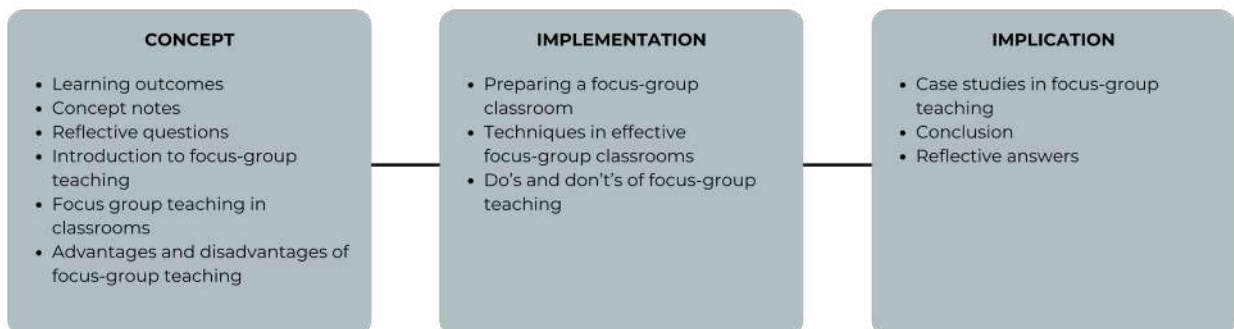 CONCEPT
• Learning outcomes
• Concept notes
• Reflective questions
• Introduction to focus-group
teaching
• Focus group teaching in
classrooms
• Advantages and disadvantages of
focus-group teaching
IMPLEMENTATION
• Preparing a focus-group
classroom
• Techniques in effective
focus-group classrooms
• Do's and don't's of focus-group
teaching
IMPLICATION
• Case studies in focus-group
teaching
• Conclusion
• Reflective answers